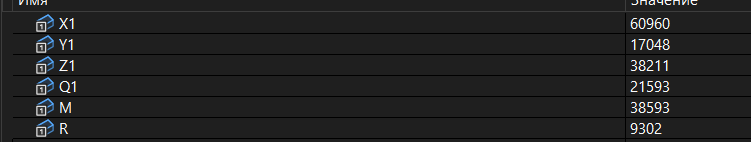 Имя Значение
X1 60960
Y1 17048
Z1 38211
Q1 21593
M 38593
R 9302